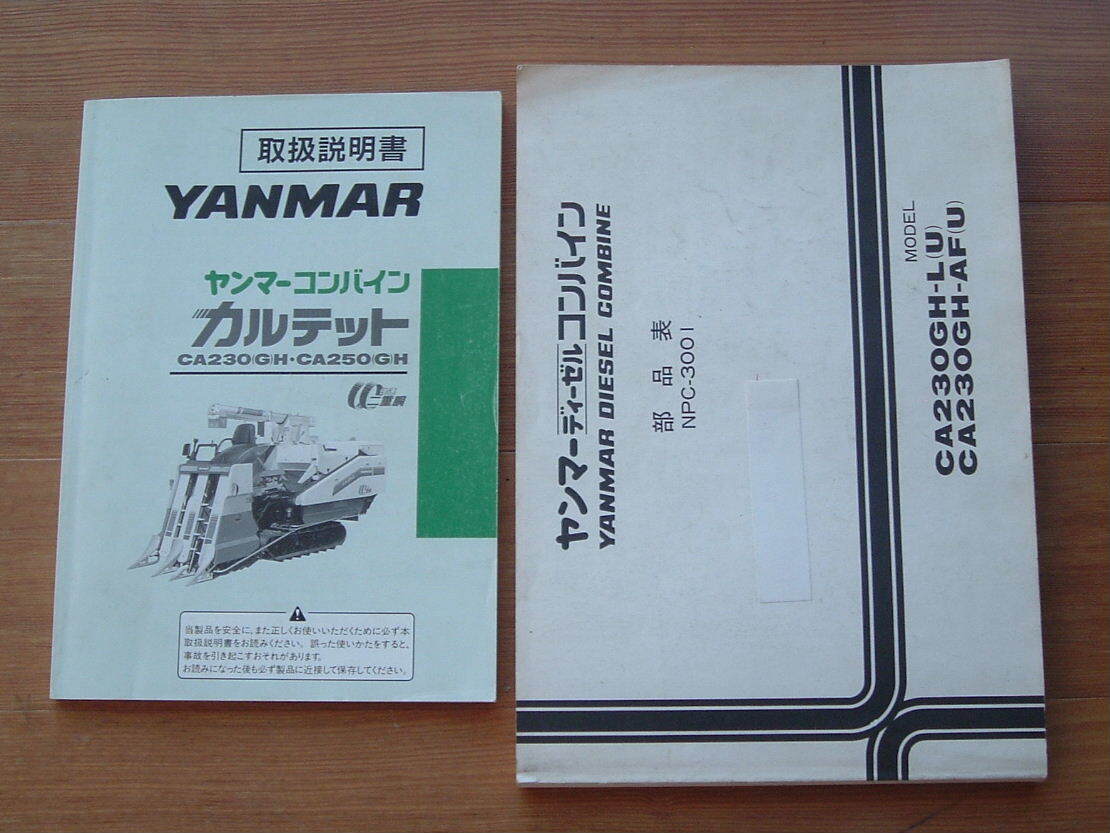 取扱説明書
YANMAR
ヤンマーコンバイン
カルテット
CA230(G)H・CA250(G)H
二重胴
当製品を安全に、また正しくお使いいただくために必ず本
取扱説明書をお読みください。誤った使いかたをすると、
事故を引き起こすおそれがあります。
お読みになった後も必ず製品に近接して保存してください。
ヤンマーディーゼルコンバイン
YANMAR DIESEL COMBINE
部品表
NPC-3001
MODEL
CA230GH-L(U)
CA230GH-AF(U)